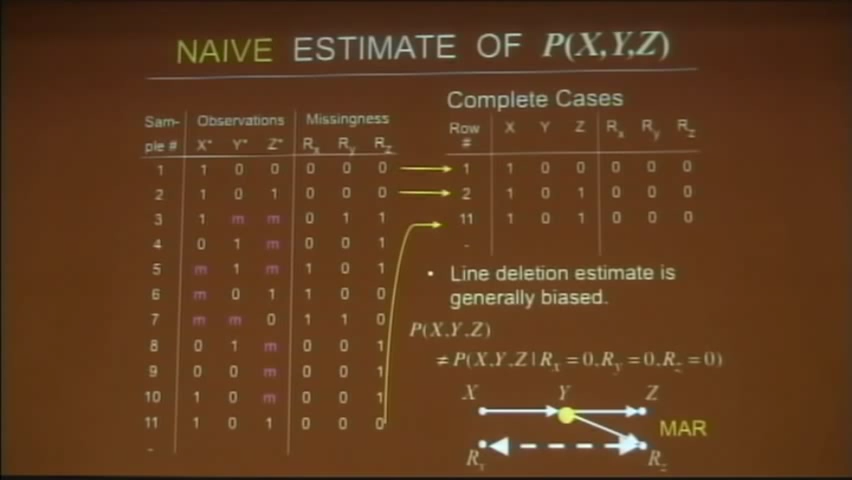 NAIVE ESTIMATE OF P(X,Y,Z)
Sam- Observations Missingness
ple # X* Y* Z* Rx Ry Rz
1 1 0 0 0 0 0
2 1 0 1 0 0 0
3 1 m m 0 1 1
4 0 1 m 0 0 1
5 m 1 m 1 0 1
6 m 0 1 1 0 0
7 m m 0 1 1 0
8 0 1 m 0 0 1
9 0 0 m 0 0 1
10 1 0 m 0 0 1
11 1 0 1 0 0 0
-
Complete Cases
Row X Y Z Rx Ry Rz
#
1 1 0 0 0 0 0
2 1 0 1 0 0 0
11 1 0 1 0 0 0
-
• Line deletion estimate is
generally biased.
P(X,Y,Z)
≠ P(X,Y,Z | Rx = 0, Ry = 0, Rz = 0)
X Y Z
MAR
Rx Rz